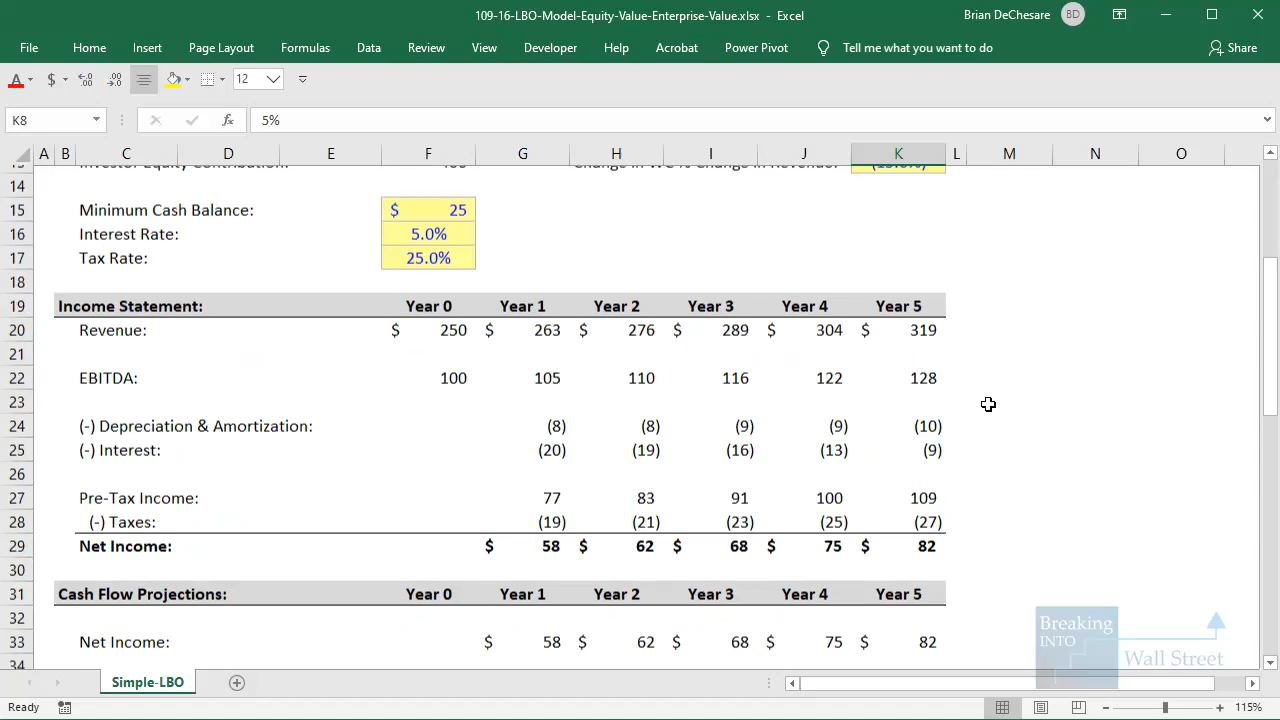 109-16-LBO-Model-Equity-Value-Enterprise-Value.xlsx - Excel
Brian DeChesare BD
File Home Insert Page Layout Formulas Data Review View Developer Help Acrobat Power Pivot Tell me what you want to do Share
A $ 12
K8 fx 5%
A B C D E F G H I J K L M N O
14
15 Minimum Cash Balance: $ 25
16 Interest Rate: 5.0%
17 Tax Rate: 25.0%
18
19 Income Statement: Year 0 Year 1 Year 2 Year 3 Year 4 Year 5
20 Revenue: $ 250 $ 263 $ 276 $ 289 $ 304 $ 319
21
22 EBITDA: 100 105 110 116 122 128
23
24 (-) Depreciation & Amortization: (8) (8) (9) (9) (10)
25 (-) Interest: (20) (19) (16) (13) (9)
26
27 Pre-Tax Income: 77 83 91 100 109
28 (-) Taxes: (19) (21) (23) (25) (27)
29 Net Income: $ 58 $ 62 $ 68 $ 75 $ 82
30
31 Cash Flow Projections: Year 0 Year 1 Year 2 Year 3 Year 4 Year 5
32
33 Net Income: $ 58 $ 62 $ 68 $ 75 $ 82
34
Breaking
INTO
Wall Street
Simple-LBO
Ready 115%